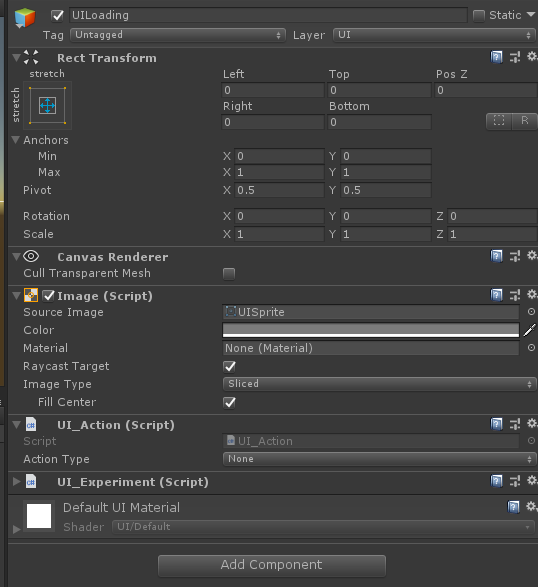 UILoading Static
Tag Untagged Layer UI
Rect Transform
stretch Left Top Pos Z
stretch 0 0 0
Right Bottom
0 0 R
Anchors
Min X 0 Y 0
Max X 1 Y 1
Pivot X 0.5 Y 0.5
Rotation X 0 Y 0 Z 0
Scale X 1 Y 1 Z 1
Canvas Renderer
Cull Transparent Mesh
Image (Script)
Source Image UISprite
Color
Material None (Material)
Raycast Target
Image Type Sliced
Fill Center
c# UI_Action (Script)
Script c# UI_Action
Action Type None
c# UI_Experiment (Script)
Default UI Material
Shader UI/Default
Add Component